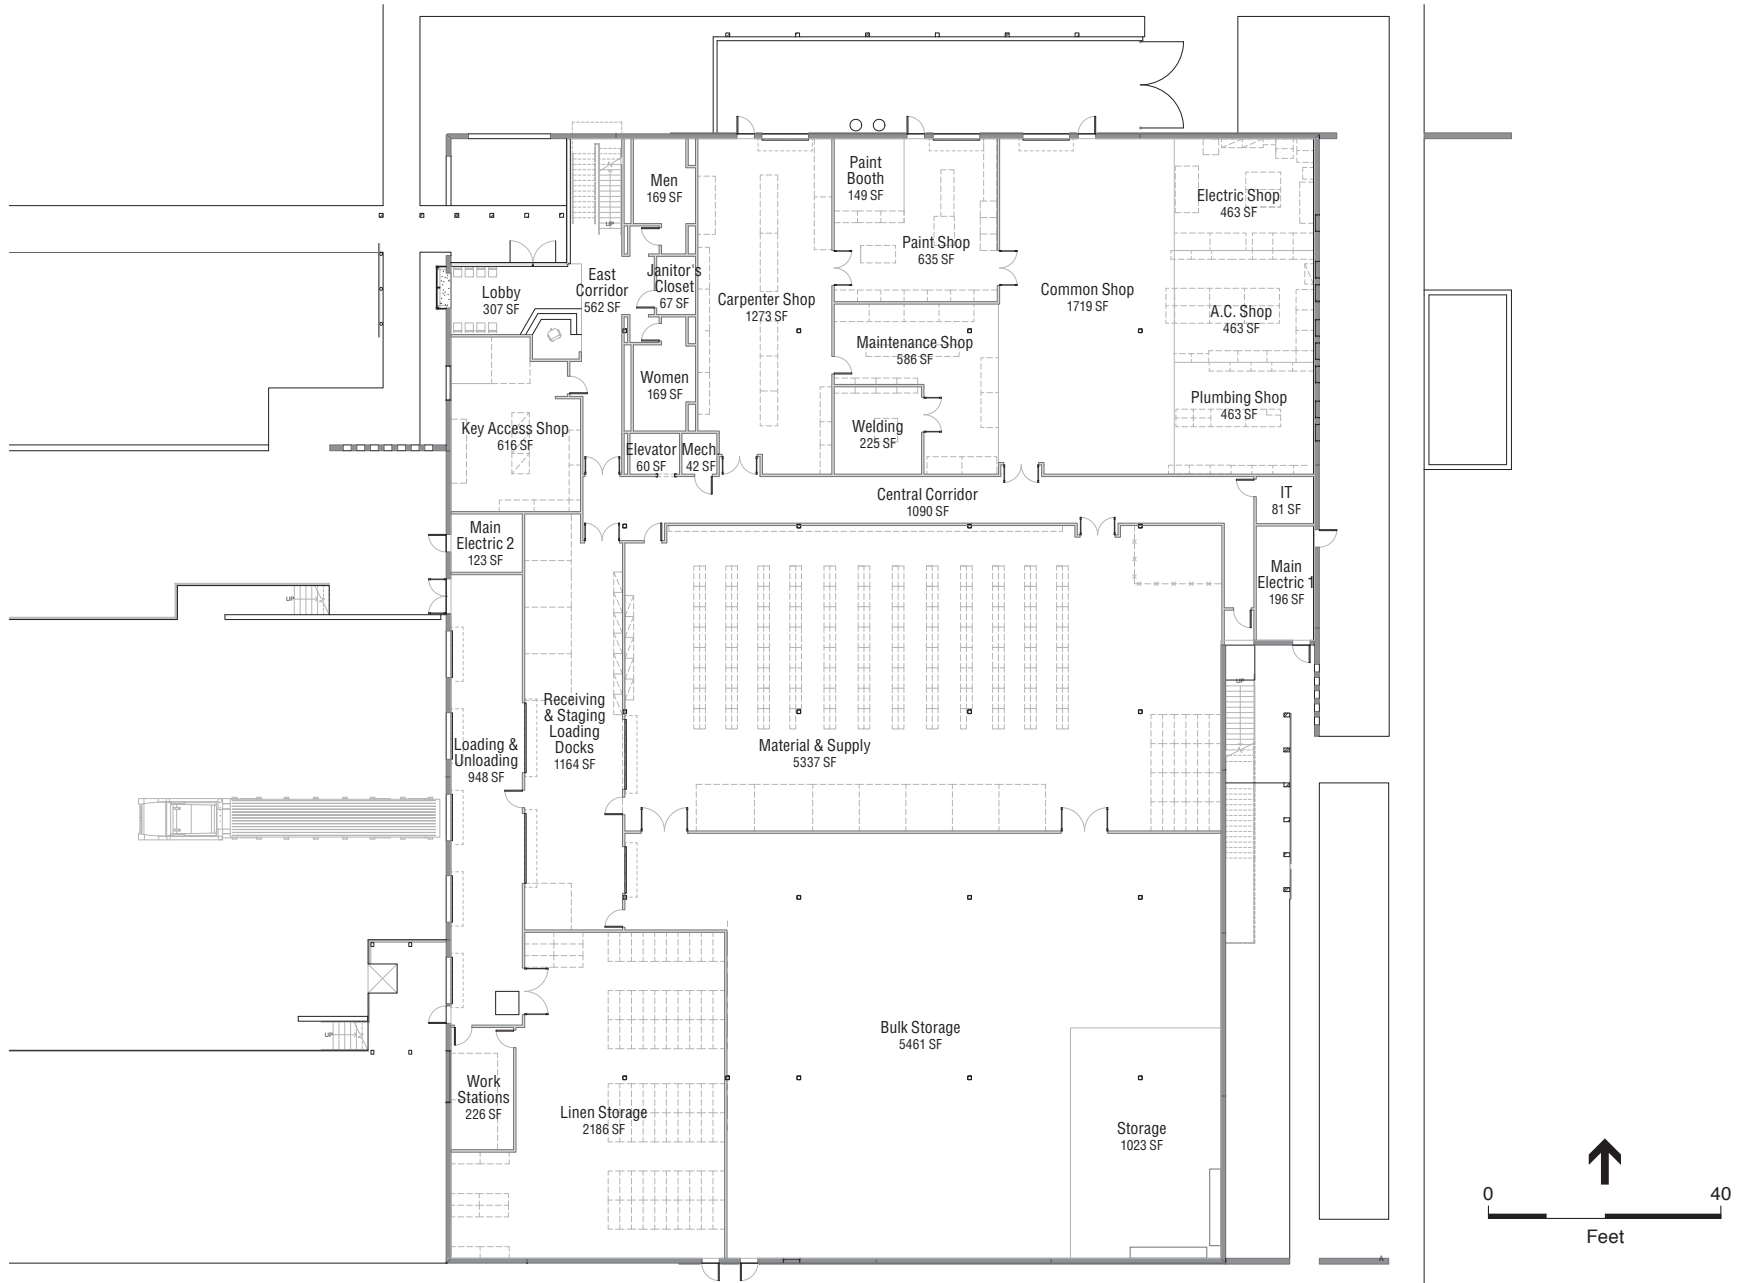 Men
169 SF
Paint
Booth
149 SF
Electric Shop
463 SF
UP
Paint Shop
635 SF
Janitor's
Closet
67 SF
East
Corridor
562 SF
Lobby
307 SF
Carpenter Shop
1273 SF
Common Shop
1719 SF
A.C. Shop
463 SF
Maintenance Shop
586 SF
Women
169 SF
Plumbing Shop
463 SF
Key Access Shop
616 SF
Welding
225 SF
Elevator
60 SF
Mech
42 SF
Central Corridor
1090 SF
IT
81 SF
Main
Electric 2
123 SF
Main
Electric 1
196 SF
UP
UP
Receiving
& Staging
Loading
Docks
1164 SF
Loading &
Unloading
948 SF
Material & Supply
5337 SF
Bulk Storage
5461 SF
UP
Work
Stations
226 SF
Linen Storage
2186 SF
Storage
1023 SF
0 40
Feet
A